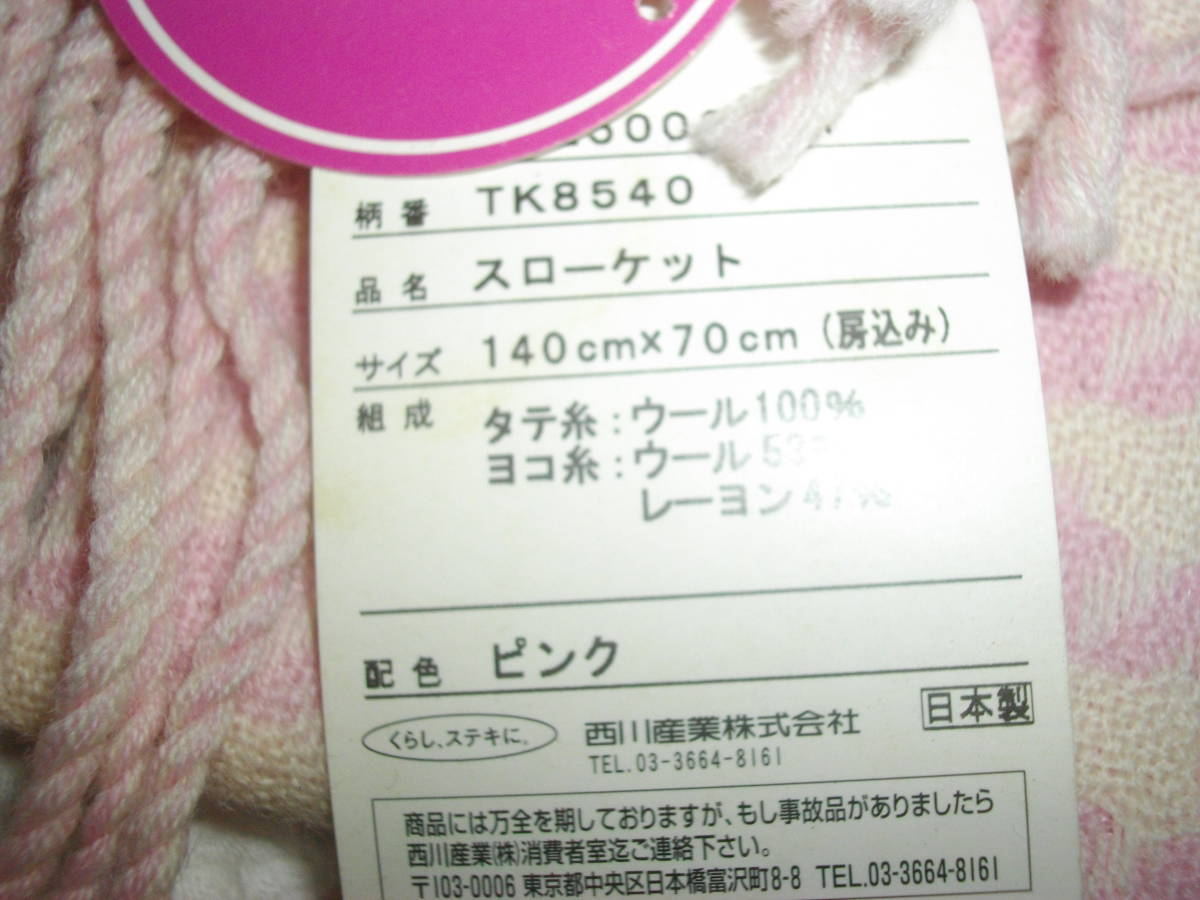 柄番 TK8540
品名 スローケット
サイズ 140cm×70cm（房込み）
組成 タテ糸：ウール100%
ヨコ糸：ウール53%
レーヨン47%
配色 ピンク
くらし、ステキに。 西川産業株式会社 日本製
TEL.03-3664-8161
商品には万全を期しておりますが、もし事故品がありましたら
西川産業(株)消費者室迄ご連絡下さい。
〒103-0006 東京都中央区日本橋富沢町8-8 TEL.03-3664-8161